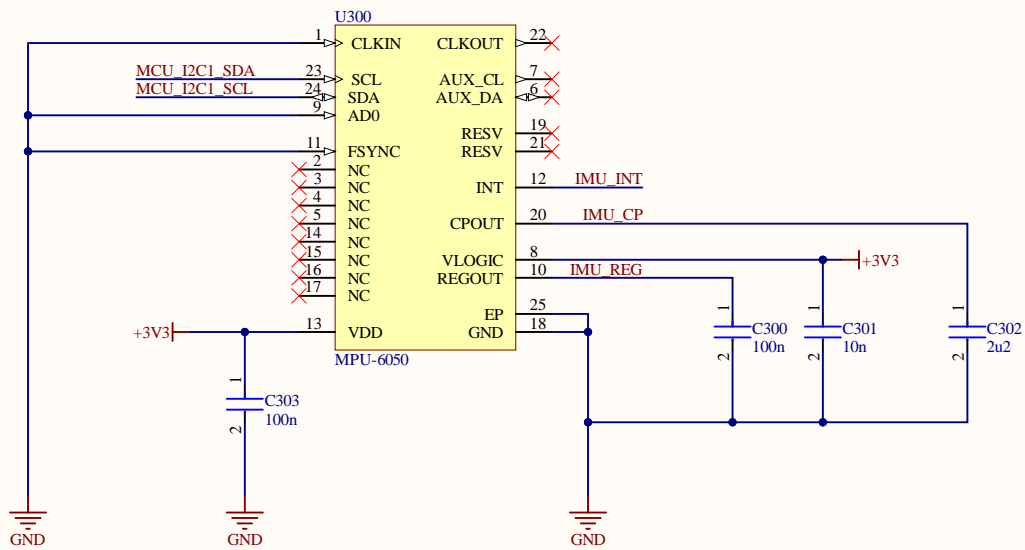 U300
1 CLKIN CLKOUT 22
MCU_I2C1_SDA 23 SCL AUX_CL 7
MCU_I2C1_SCL 24 SDA AUX_DA 6
9 AD0
RESV 19
11 FSYNC RESV 21
2 NC
3 NC INT 12 IMU_INT
4 NC
5 NC CPOUT 20 IMU_CP
14 NC
15 NC VLOGIC 8 +3V3
16 NC REGOUT 10 IMU_REG
17 NC
EP 25
+3V3 13 VDD GND 18
MPU-6050
1 C300 2 100n
1 C301 2 10n
1 C302 2 2u2
1 C303 2 100n
GND
GND
GND